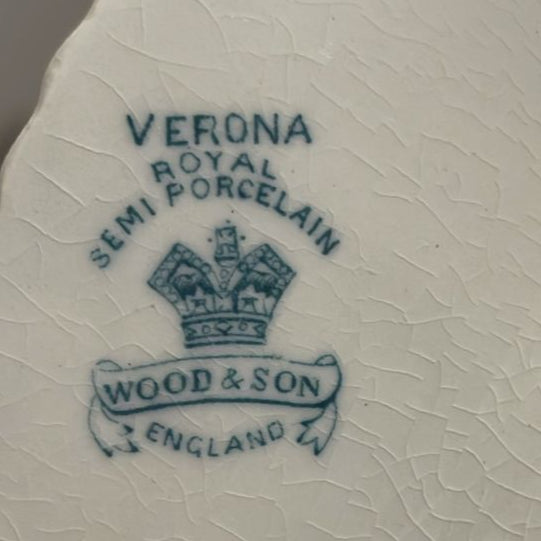 VERONA
ROYAL
SEMI PORCELAIN
WOOD & SON
ENGLAND